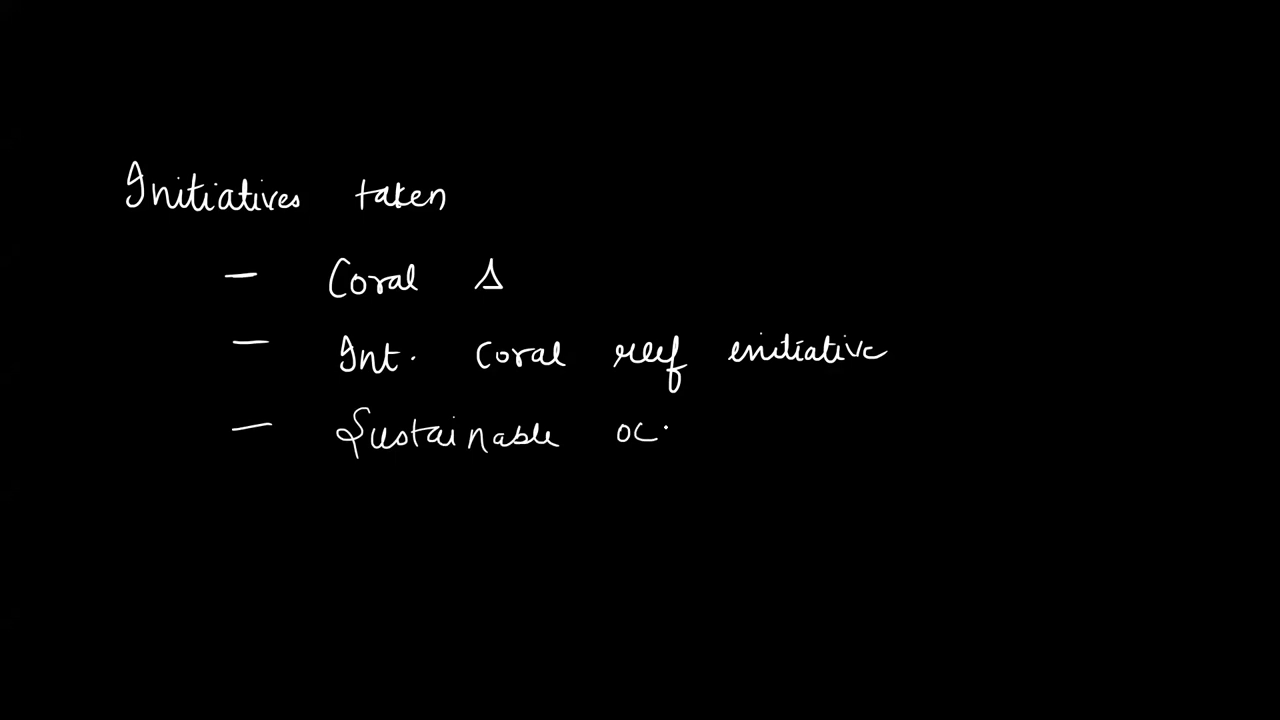 Initiatives taken
— Coral Δ
— Int. Coral reef initiative
— Sustainable oc.